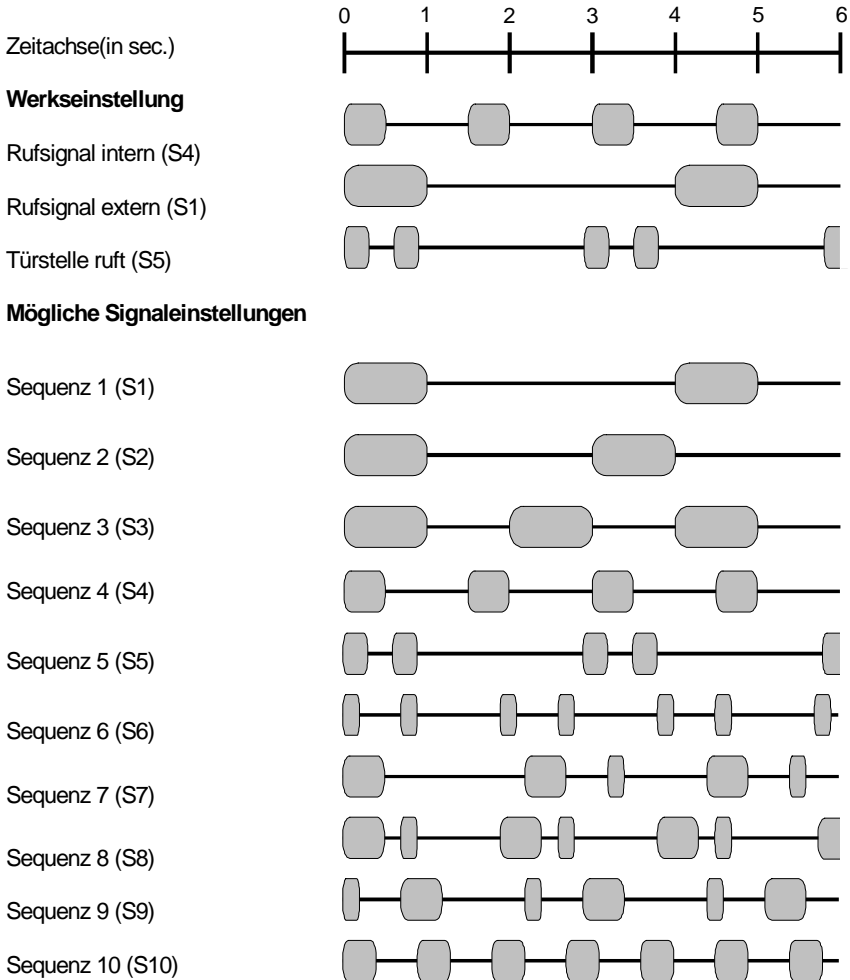 0 1 2 3 4 5 6
Zeitachse(in sec.)
Werkseinstellung
Rufsignal intern (S4)
Rufsignal extern (S1)
Türstelle ruft (S5)
Mögliche Signaleinstellungen
Sequenz 1 (S1)
Sequenz 2 (S2)
Sequenz 3 (S3)
Sequenz 4 (S4)
Sequenz 5 (S5)
Sequenz 6 (S6)
Sequenz 7 (S7)
Sequenz 8 (S8)
Sequenz 9 (S9)
Sequenz 10 (S10)